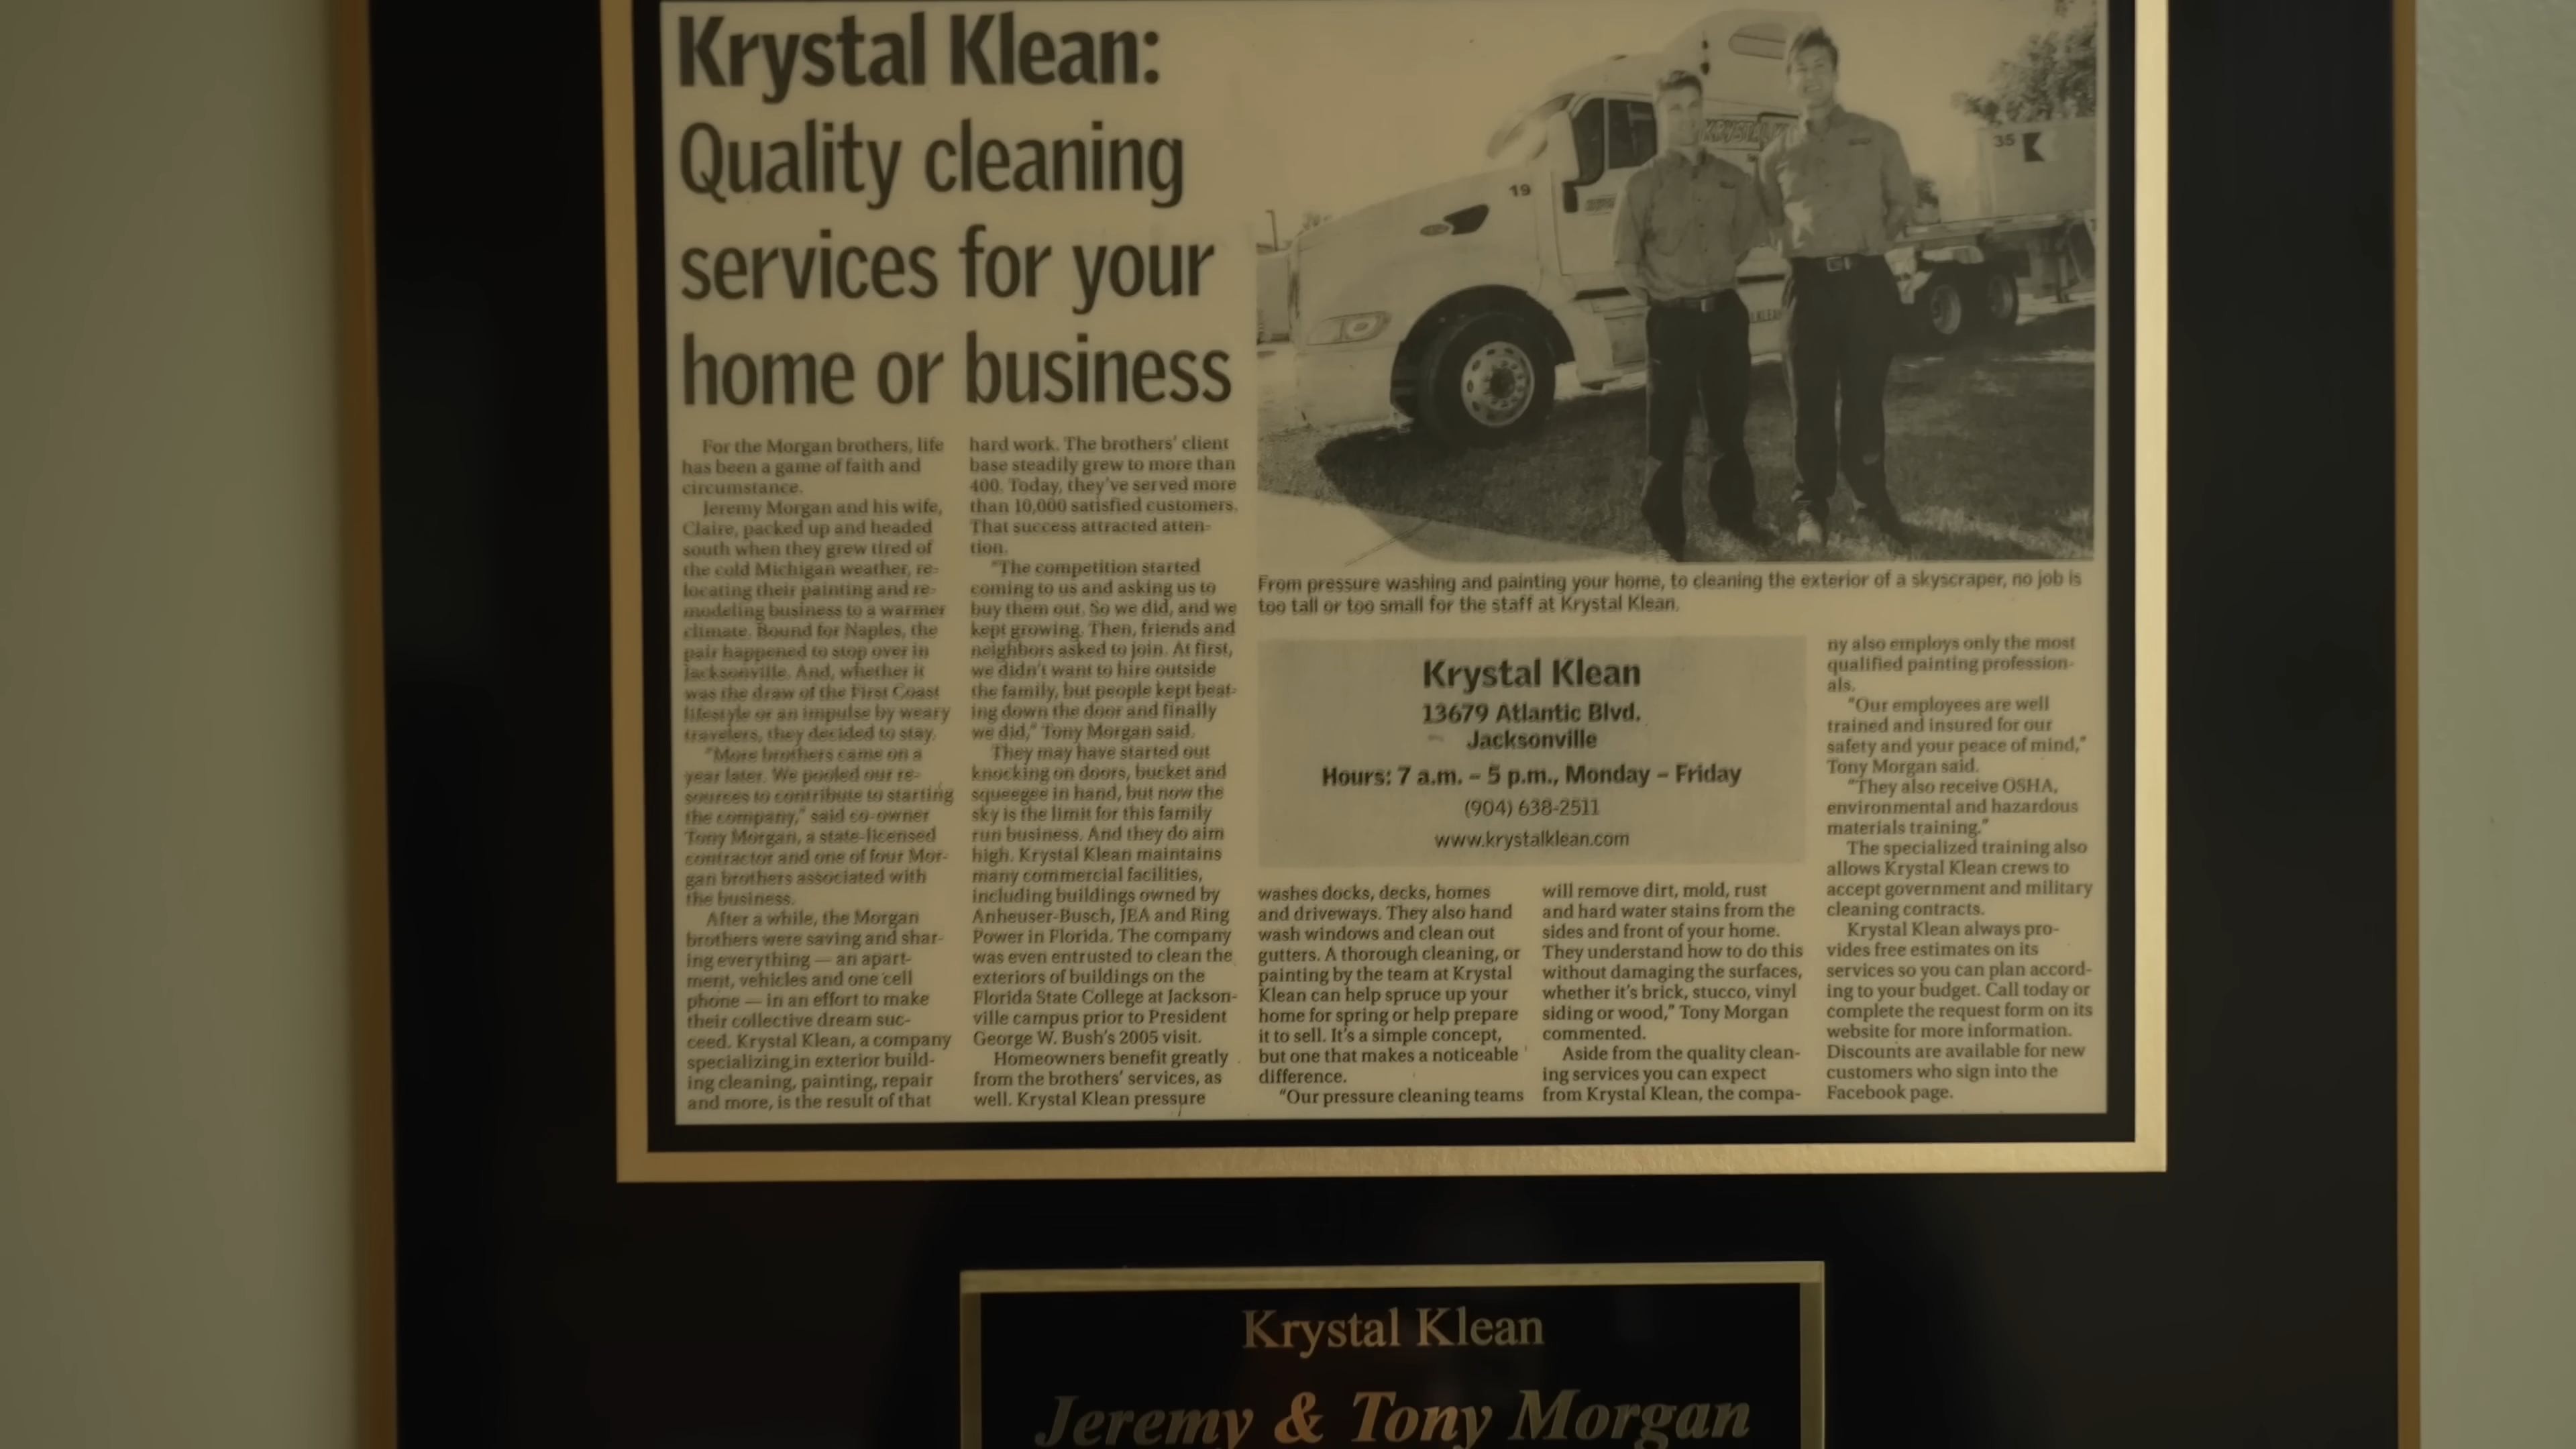 Krystal Klean:
Quality cleaning
services for your
home or business
For the Morgan brothers, life
has been a game of faith and
circumstance.
Jeremy Morgan and his wife,
Claire, packed up and headed
south when they grew tired of
the cold Michigan weather, re-
locating their painting and re-
modeling business to a warmer
climate. Bound for Naples, the
pair happened to stop over in
Jacksonville. And, whether it
was the draw of the First Coast
lifestyle or an impulse by weary
travelers, they decided to stay.
"More brothers came on a
year later. We pooled our re-
sources to contribute to starting
the company," said co-owner
Tony Morgan, a state-licensed
contractor and one of four Mor-
gan brothers associated with
the business.
After a while, the Morgan
brothers were saving and shar-
ing everything — an apart-
ment, vehicles and one cell
phone — in an effort to make
their collective dream suc-
ceed. Krystal Klean, a company
specializing in exterior build-
ing cleaning, painting, repair
and more, is the result of that
hard work. The brothers' client
base steadily grew to more than
400. Today, they've served more
than 10,000 satisfied customers.
That success attracted atten-
tion.
"The competition started
coming to us and asking us to
buy them out. So we did, and we
kept growing. Then, friends and
neighbors asked to join. At first,
we didn't want to hire outside
the family, but people kept beat-
ing down the door and finally
we did," Tony Morgan said.
They may have started out
knocking on doors, bucket and
squeegee in hand, but now the
sky is the limit for this family
run business. And they do aim
high. Krystal Klean maintains
many commercial facilities,
including buildings owned by
Anheuser-Busch, JEA and Ring
Power in Florida. The company
was even entrusted to clean the
exteriors of buildings on the
Florida State College at Jackson-
ville campus prior to President
George W. Bush's 2005 visit.
Homeowners benefit greatly
from the brothers' services, as
well. Krystal Klean pressure
19
35
From pressure washing and painting your home, to cleaning the exterior of a skyscraper, no job is
too tall or too small for the staff at Krystal Klean.
Krystal Klean
13679 Atlantic Blvd.
Jacksonville
Hours: 7 a.m. – 5 p.m., Monday – Friday
(904) 638-2511
www.krystalklean.com
washes docks, decks, homes
and driveways. They also hand
wash windows and clean out
gutters. A thorough cleaning, or
painting by the team at Krystal
Klean can help spruce up your
home for spring or help prepare
it to sell. It's a simple concept,
but one that makes a noticeable
difference.
"Our pressure cleaning teams
will remove dirt, mold, rust
and hard water stains from the
sides and front of your home.
They understand how to do this
without damaging the surfaces,
whether it's brick, stucco, vinyl
siding or wood," Tony Morgan
commented.
Aside from the quality clean-
ing services you can expect
from Krystal Klean, the compa-
ny also employs only the most
qualified painting profession-
als.
"Our employees are well
trained and insured for our
safety and your peace of mind,"
Tony Morgan said.
"They also receive OSHA,
environmental and hazardous
materials training."
The specialized training also
allows Krystal Klean crews to
accept government and military
cleaning contracts.
Krystal Klean always pro-
vides free estimates on its
services so you can plan accord-
ing to your budget. Call today or
complete the request form on its
website for more information.
Discounts are available for new
customers who sign into the
Facebook page.
Krystal Klean
Jeremy & Tony Morgan